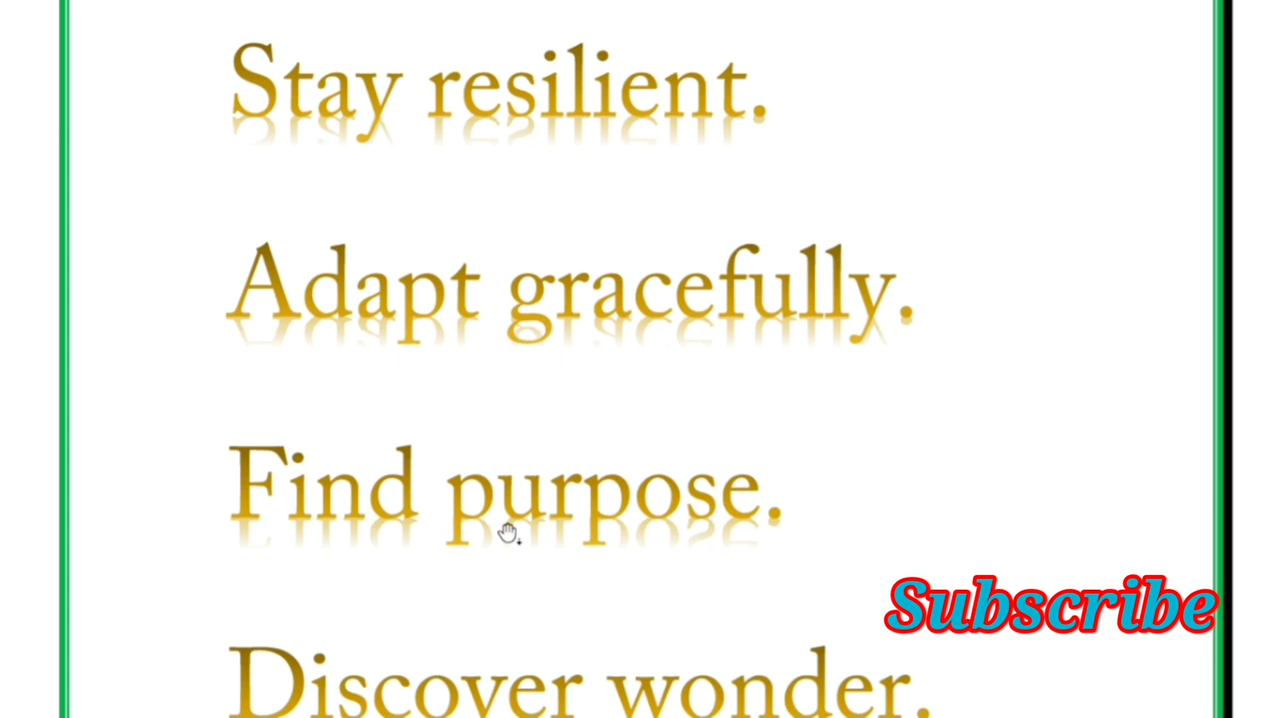 Stay resilient.
Adapt gracefully.
Find purpose.
Subscribe
Discover wonder.